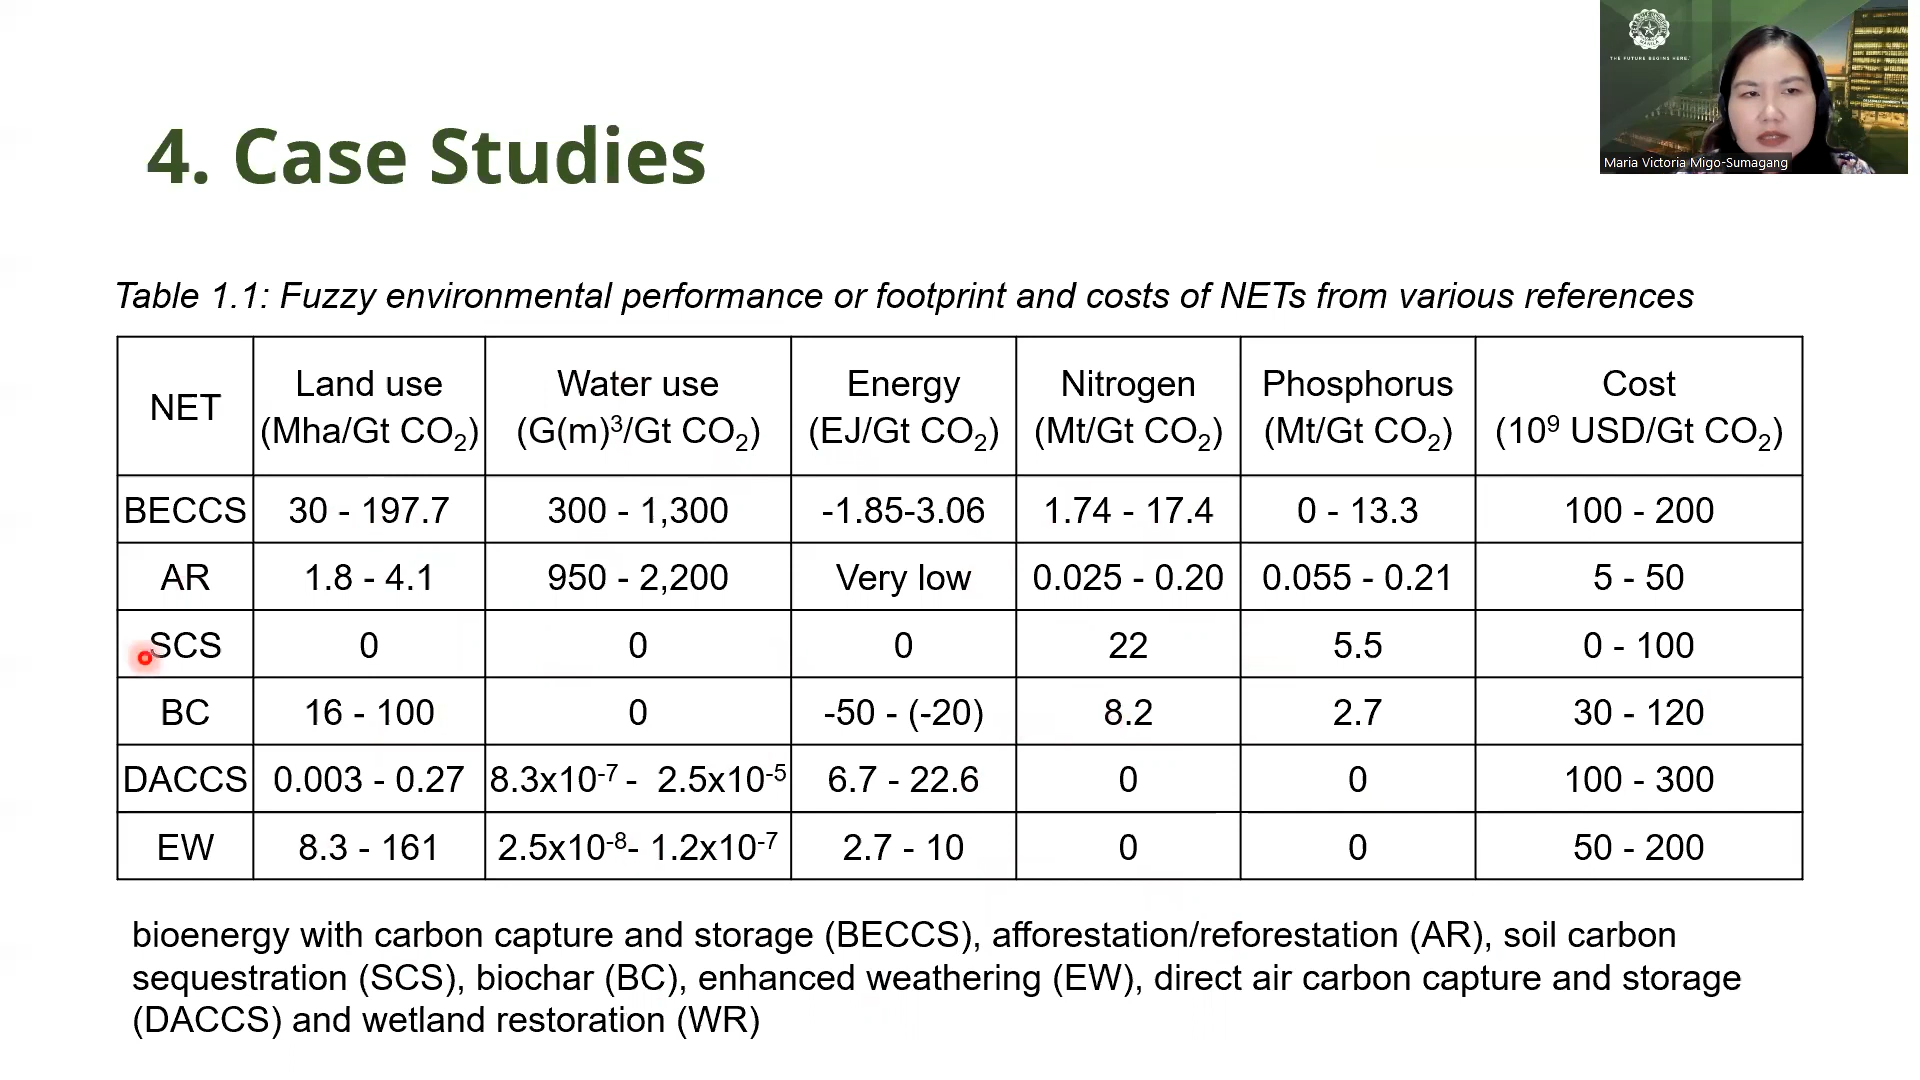 THE FUTURE BEGINS HERE.
Maria Victoria Migo-Sumagang
4. Case Studies
Table 1.1: Fuzzy environmental performance or footprint and costs of NETs from various references
NET Land use (Mha/Gt CO₂) Water use (G(m)³/Gt CO₂) Energy (EJ/Gt CO₂) Nitrogen (Mt/Gt CO₂) Phosphorus (Mt/Gt CO₂) Cost (10⁹ USD/Gt CO₂)
BECCS 30 - 197.7 300 - 1,300 -1.85-3.06 1.74 - 17.4 0 - 13.3 100 - 200
AR 1.8 - 4.1 950 - 2,200 Very low 0.025 - 0.20 0.055 - 0.21 5 - 50
SCS 0 0 0 22 5.5 0 - 100
BC 16 - 100 0 -50 - (-20) 8.2 2.7 30 - 120
DACCS 0.003 - 0.27 8.3x10⁻⁷ - 2.5x10⁻⁵ 6.7 - 22.6 0 0 100 - 300
EW 8.3 - 161 2.5x10⁻⁸- 1.2x10⁻⁷ 2.7 - 10 0 0 50 - 200
bioenergy with carbon capture and storage (BECCS), afforestation/reforestation (AR), soil carbon
sequestration (SCS), biochar (BC), enhanced weathering (EW), direct air carbon capture and storage
(DACCS) and wetland restoration (WR)